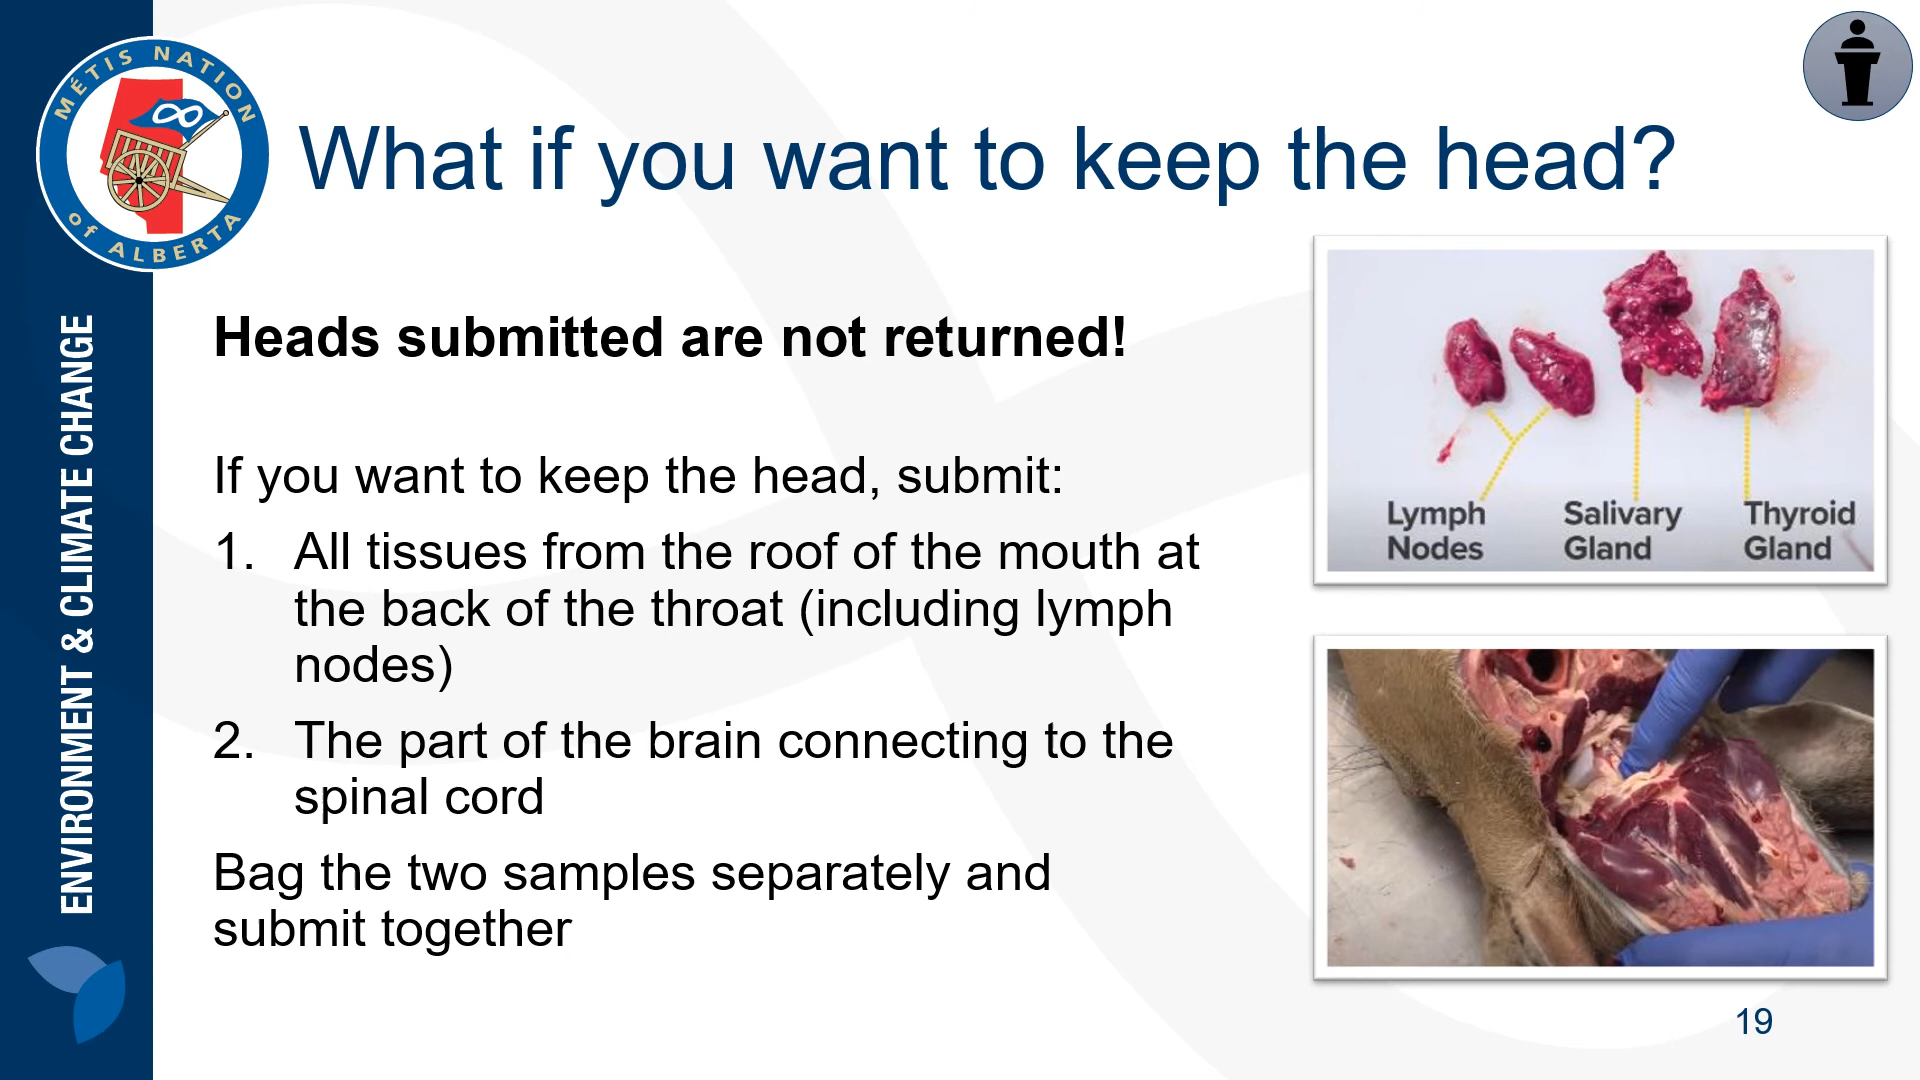 MÉTIS NATION
of ALBERTA
ENVIRONMENT & CLIMATE CHANGE
What if you want to keep the head?
Heads submitted are not returned!
If you want to keep the head, submit:
1. All tissues from the roof of the mouth at
the back of the throat (including lymph
nodes)
2. The part of the brain connecting to the
spinal cord
Bag the two samples separately and
submit together
Lymph
Nodes
Salivary
Gland
Thyroid
Gland
19